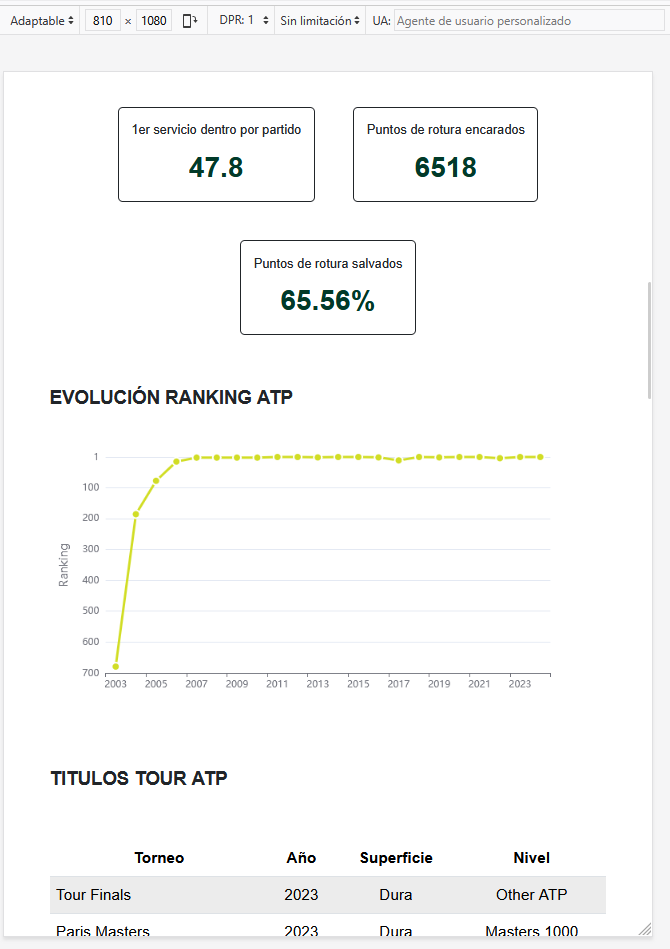 Adaptable 810 × 1080 DPR: 1 Sin limitación UA: Agente de usuario personalizado
1er servicio dentro por partido
47.8
Puntos de rotura encarados
6518
Puntos de rotura salvados
65.56%
EVOLUCIÓN RANKING ATP
1
100
200
300
400
500
600
700
Ranking
2003 2005 2007 2009 2011 2013 2015 2017 2019 2021 2023
TITULOS TOUR ATP
Torneo Año Superficie Nivel
Tour Finals 2023 Dura Other ATP
Paris Masters 2023 Dura Masters 1000